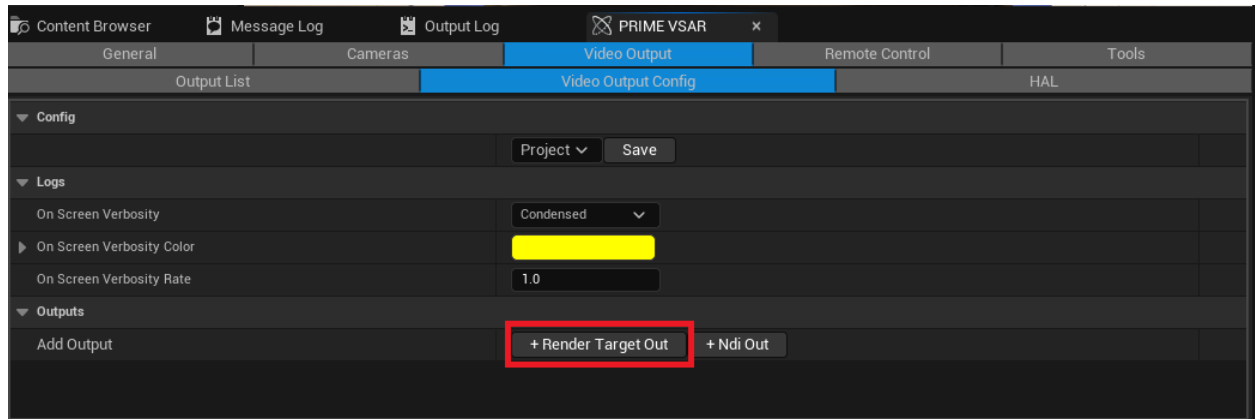 Content Browser Message Log Output Log PRIME VSAR ×
General Cameras Video Output Remote Control Tools
Output List Video Output Config HAL
Config
Project Save
Logs
On Screen Verbosity Condensed
On Screen Verbosity Color
On Screen Verbosity Rate 1.0
Outputs
Add Output + Render Target Out + Ndi Out